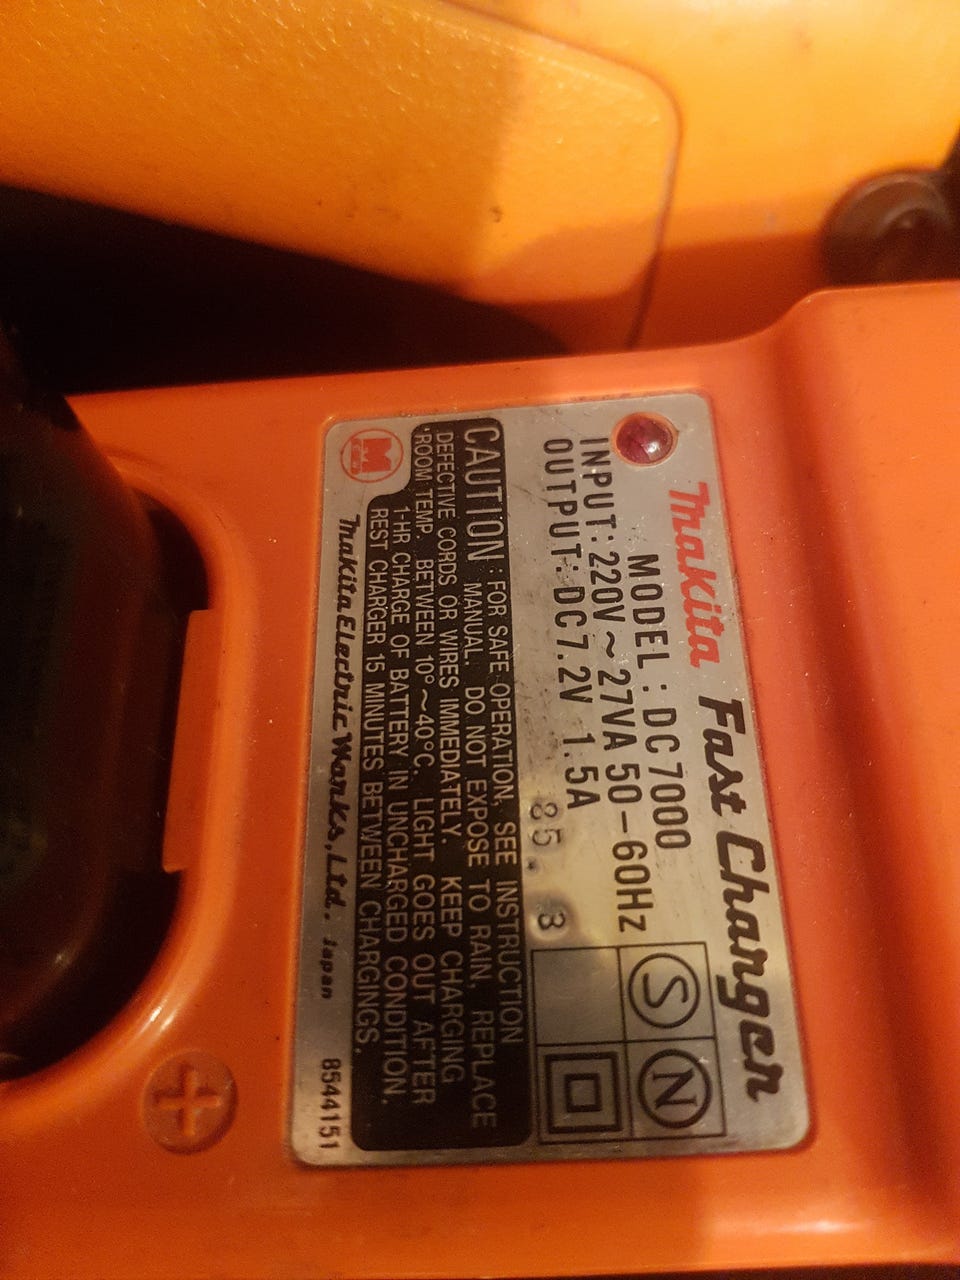 Makita Fast Charger
MODEL : DC7000
INPUT: 220V~27VA 50-60Hz
OUTPUT: DC7.2V 1.5A
85. 3
S N
CAUTION : FOR SAFE OPERATION, SEE INSTRUCTION
MANUAL. DO NOT EXPOSE TO RAIN. REPLACE
DEFECTIVE CORDS OR WIRES IMMEDIATELY. KEEP CHARGING
ROOM TEMP. BETWEEN 10°~40°C. LIGHT GOES OUT AFTER
1-HR CHARGE OF BATTERY IN UNCHARGED CONDITION.
REST CHARGER 15 MINUTES BETWEEN CHARGINGS.
Makita Electric Works, Ltd. Japan 8544151